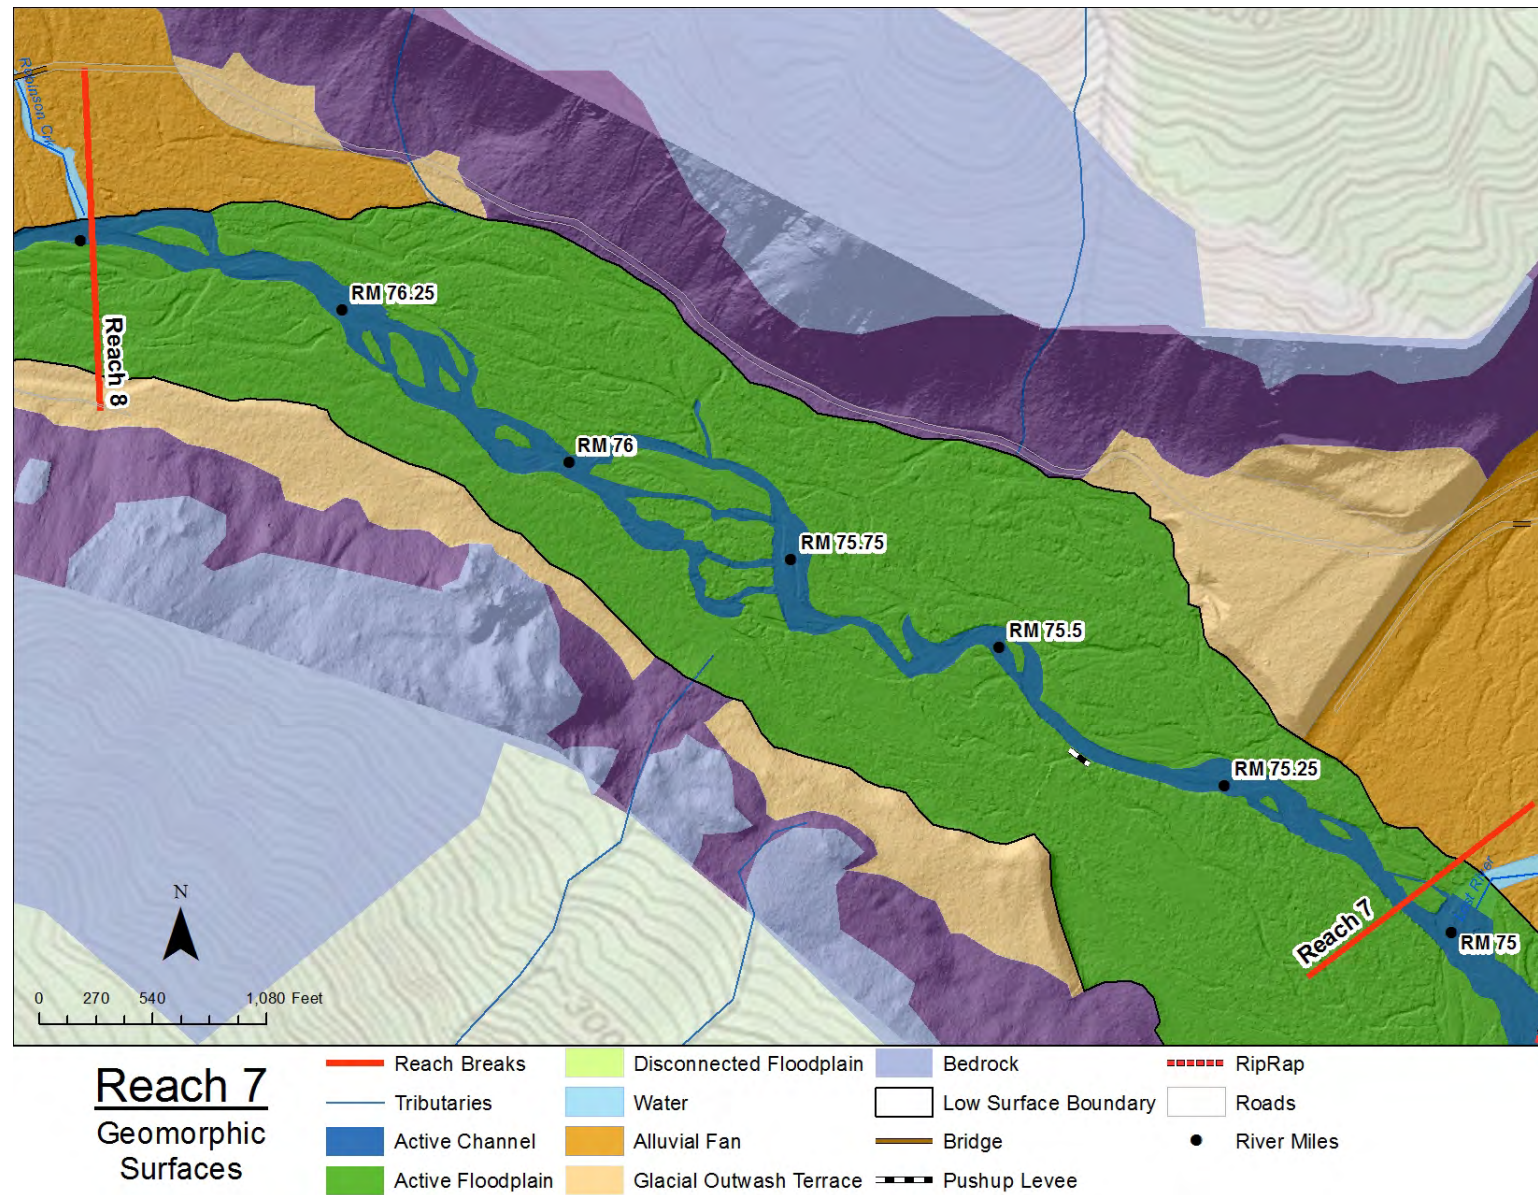 Robinson Cr
RM 76.25
Reach 8
RM 76
RM 75.75
RM 75.5
RM 75.25
Reach 7
River
RM 75
N
0 270 540 1,080 Feet
Reach 7
Geomorphic
Surfaces
Reach Breaks
Tributaries
Active Channel
Active Floodplain
Disconnected Floodplain
Water
Alluvial Fan
Glacial Outwash Terrace
Bedrock
Low Surface Boundary
Bridge
Pushup Levee
RipRap
Roads
River Miles